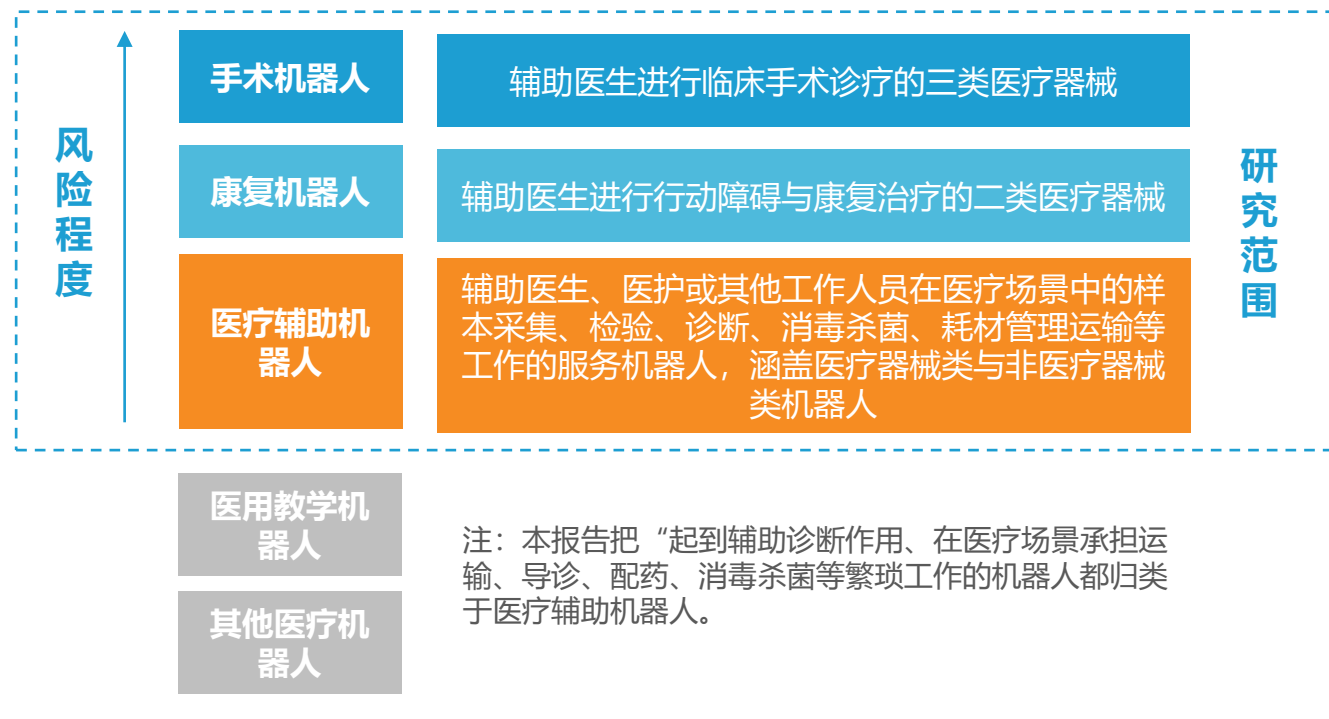 风险程度
手术机器人
辅助医生进行临床手术诊疗的三类医疗器械
康复机器人
辅助医生进行行动障碍与康复治疗的二类医疗器械
医疗辅助机
器人
辅助医生、医护或其他工作人员在医疗场景中的样
本采集、检验、诊断、消毒杀菌、耗材管理运输等
工作的服务机器人，涵盖医疗器械类与非医疗器械
类机器人
研究范围
医用教学机
器人
其他医疗机
器人
注：本报告把“起到辅助诊断作用、在医疗场景承担运
输、导诊、配药、消毒杀菌等繁琐工作的机器人都归类
于医疗辅助机器人。